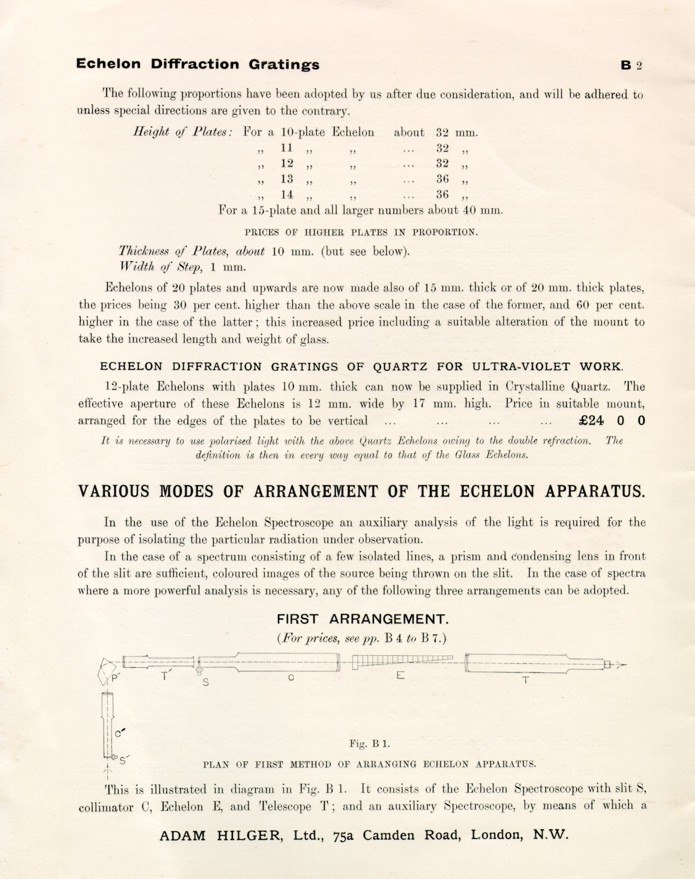 Echelon Diffraction Gratings B 2
The following proportions have been adopted by us after due consideration, and will be adhered to
unless special directions are given to the contrary.
Height of Plates: For a 10-plate Echelon about 32 mm.
,, 11 ,, ,, ... 32 ,,
,, 12 ,, ,, ... 32 ,,
,, 13 ,, ,, ... 36 ,,
,, 14 ,, ,, ... 36 ,,
For a 15-plate and all larger numbers about 40 mm.
PRICES OF HIGHER PLATES IN PROPORTION.
Thickness of Plates, about 10 mm. (but see below).
Width of Step, 1 mm.
Echelons of 20 plates and upwards are now made also of 15 mm. thick or of 20 mm. thick plates,
the prices being 30 per cent. higher than the above scale in the case of the former, and 60 per cent.
higher in the case of the latter; this increased price including a suitable alteration of the mount to
take the increased length and weight of glass.
ECHELON DIFFRACTION GRATINGS OF QUARTZ FOR ULTRA-VIOLET WORK.
12-plate Echelons with plates 10 mm. thick can now be supplied in Crystalline Quartz. The
effective aperture of these Echelons is 12 mm. wide by 17 mm. high. Price in suitable mount,
arranged for the edges of the plates to be vertical ... ... ... ... £24 0 0
It is necessary to use polarised light with the above Quartz Echelons owing to the double refraction. The
definition is then in every way equal to that of the Glass Echelons.
VARIOUS MODES OF ARRANGEMENT OF THE ECHELON APPARATUS.
In the use of the Echelon Spectroscope an auxiliary analysis of the light is required for the
purpose of isolating the particular radiation under observation.
In the case of a spectrum consisting of a few isolated lines, a prism and condensing lens in front
of the slit are sufficient, coloured images of the source being thrown on the slit. In the case of spectra
where a more powerful analysis is necessary, any of the following three arrangements can be adopted.
FIRST ARRANGEMENT.
(For prices, see pp. B 4 to B 7.)
P′ T′ S C E T
C′
S′
Fig. B 1.
PLAN OF FIRST METHOD OF ARRANGING ECHELON APPARATUS.
This is illustrated in diagram in Fig. B 1. It consists of the Echelon Spectroscope with slit S,
collimator C, Echelon E, and Telescope T; and an auxiliary Spectroscope, by means of which a
ADAM HILGER, Ltd., 75a Camden Road, London, N.W.